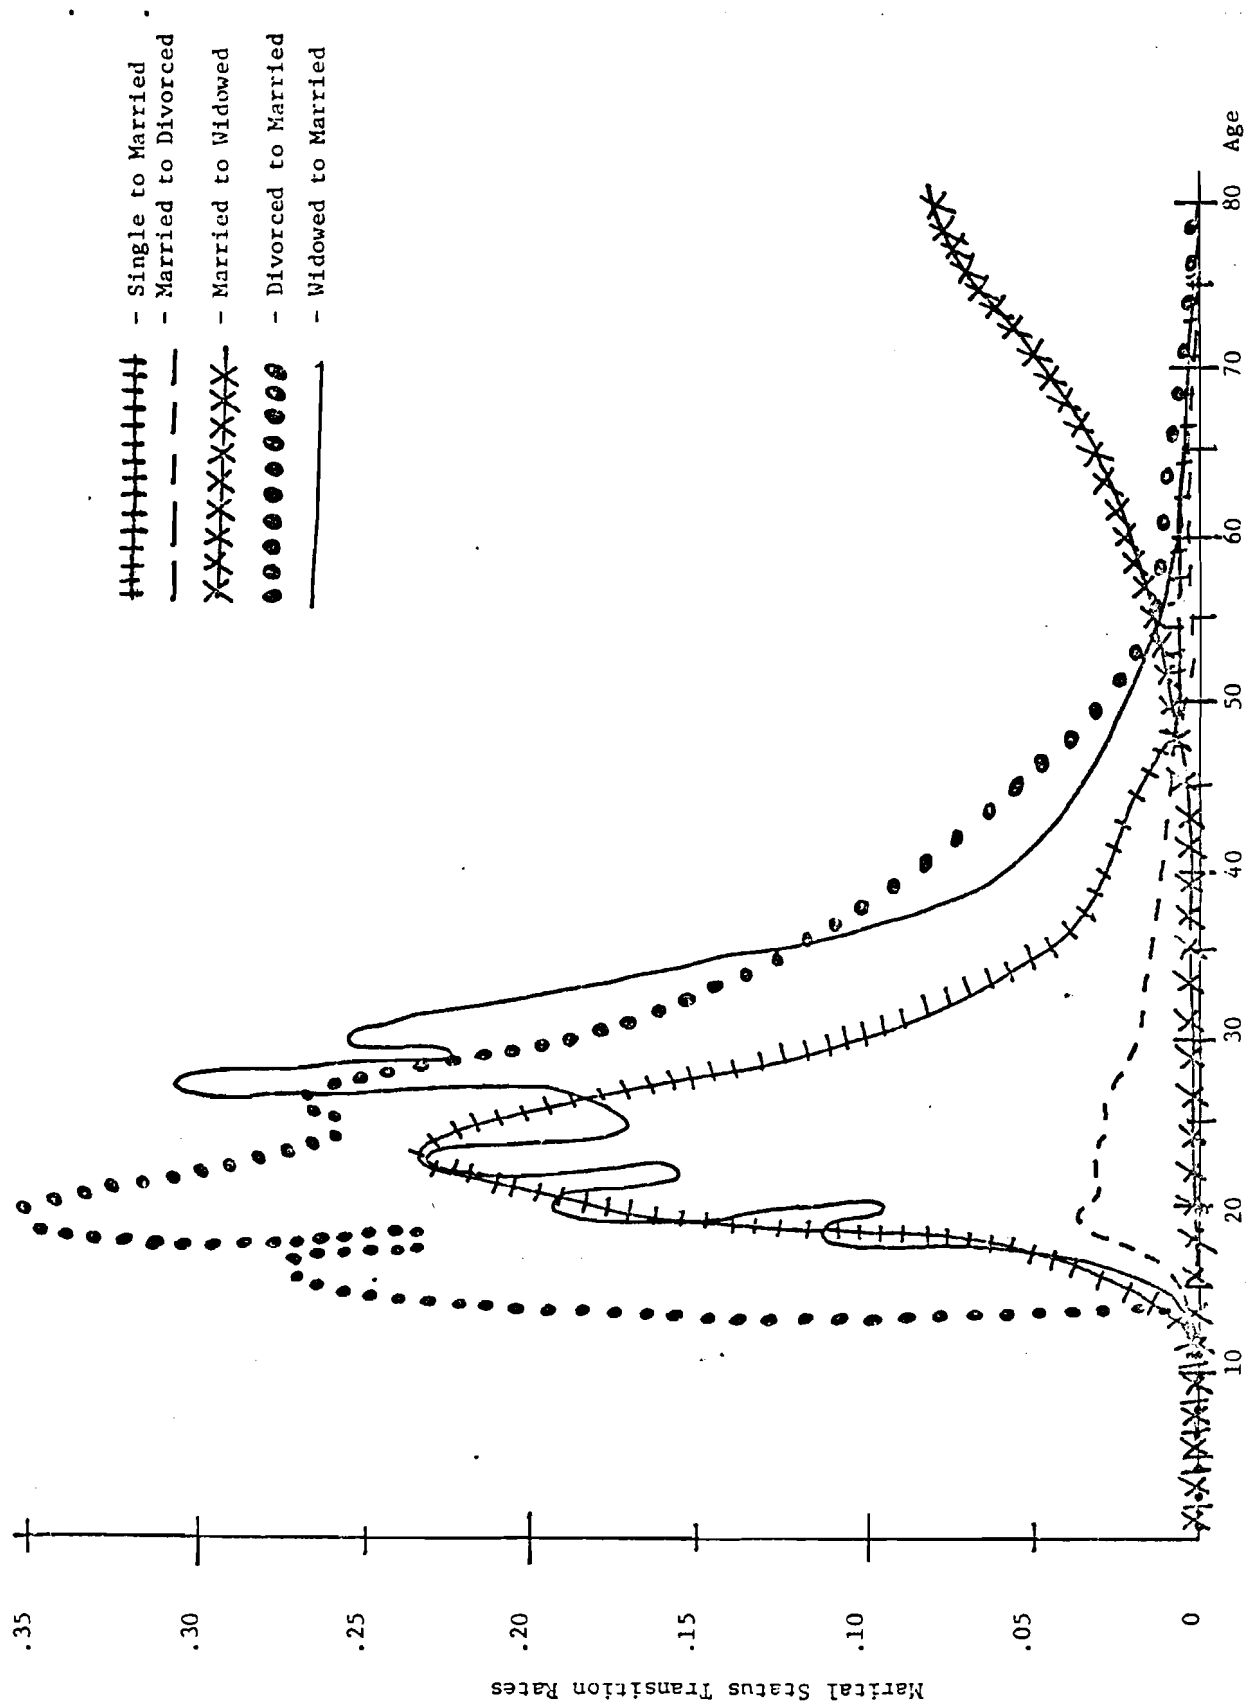 - Single to Married
- Married to Divorced
- Married to Widowed
- Divorced to Married
- Widowed to Married
Marital Status Transition Rates
.35
.30
.25
.20
.15
.10
.05
0
10
20
30
40
50
60
70
80
Age